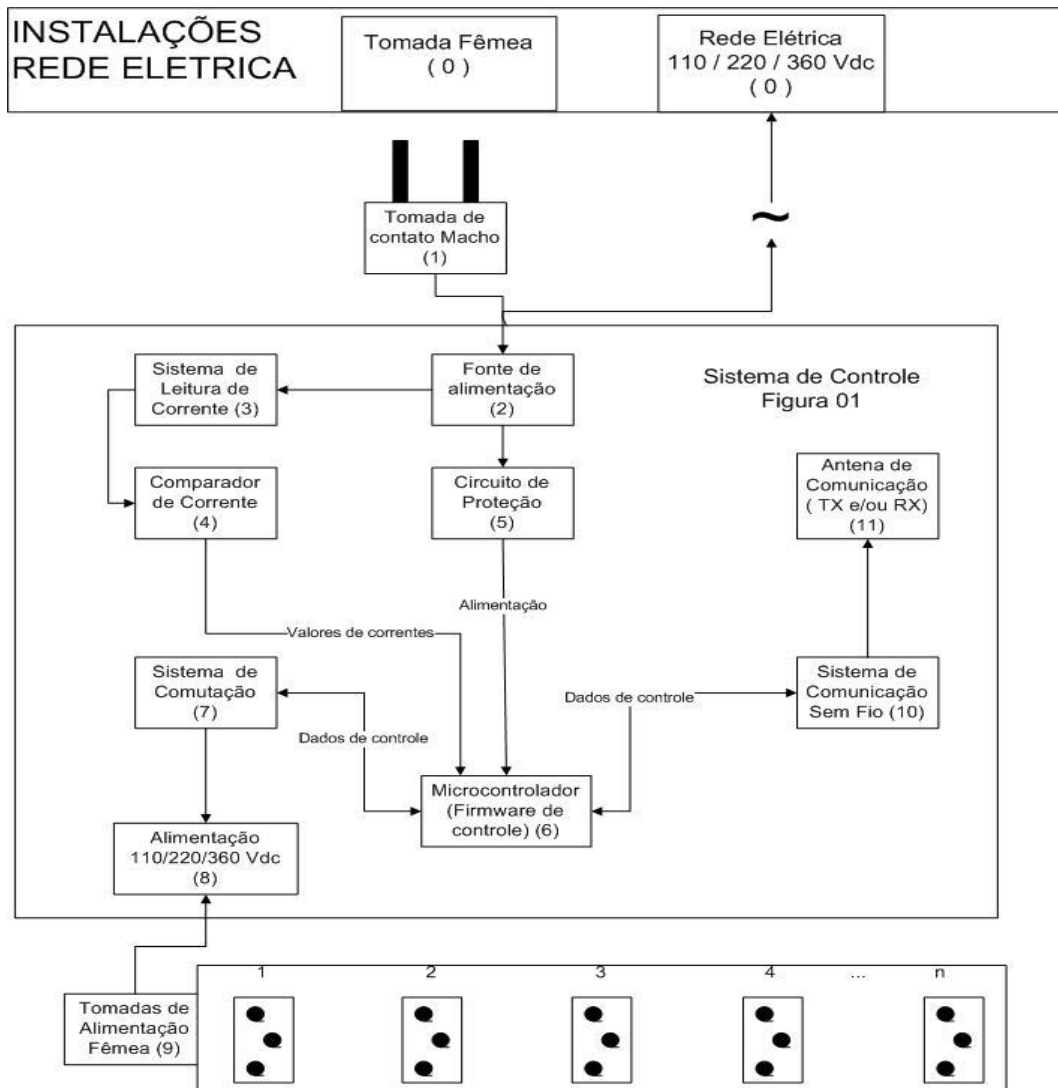 INSTALAÇÕES
REDE ELETRICA
Tomada Fêmea
( 0 )
Rede Elétrica
110 / 220 / 360 Vdc
( 0 )
~
Tomada de
contato Macho
(1)
Sistema de
Leitura de
Corrente (3)
Fonte de
alimentação
(2)
Sistema de Controle
Figura 01
Comparador
de Corrente
(4)
Circuito de
Proteção
(5)
Antena de
Comunicação
( TX e/ou RX)
(11)
Alimentação
Valores de correntes
Sistema de
Comutação
(7)
Dados de controle
Sistema de
Comunicação
Sem Fio (10)
Dados de controle
Microcontrolador
(Firmware de
controle) (6)
Alimentação
110/220/360 Vdc
(8)
1 2 3 4 ... n
Tomadas de
Alimentação
Fêmea (9)